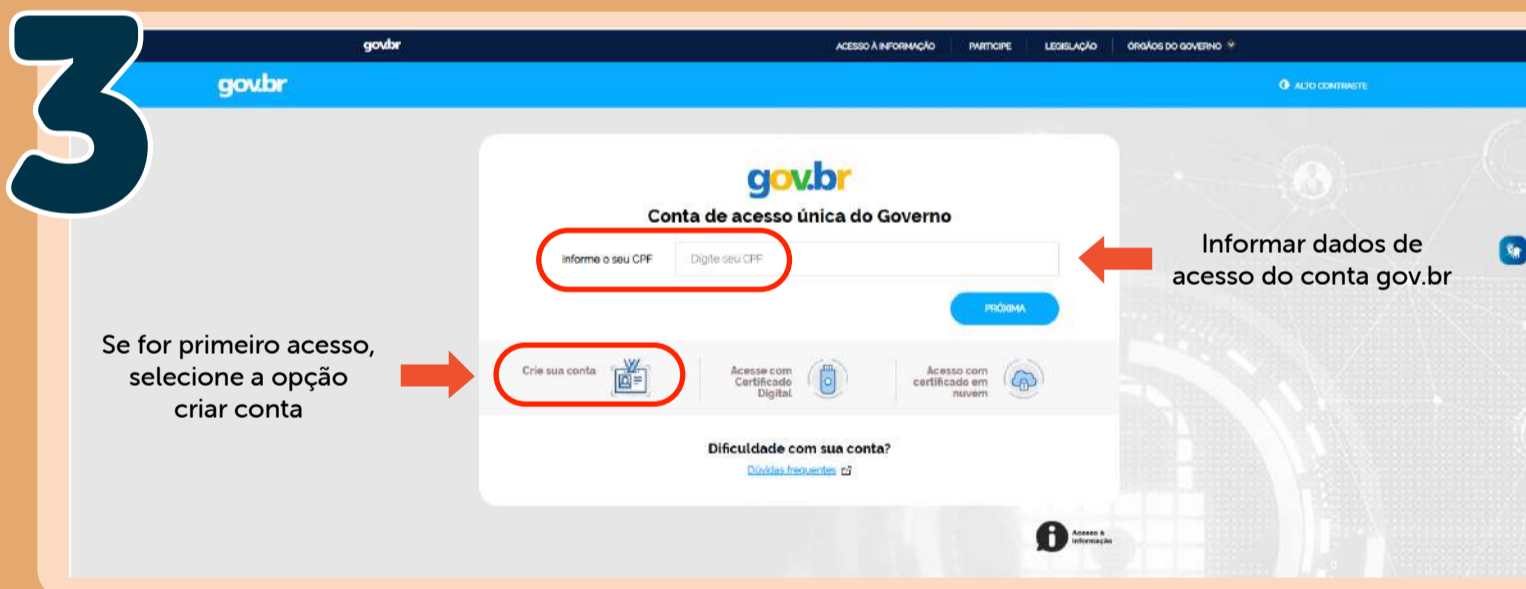 3
gov.br
ACESSO À INFORMAÇÃO
PARTICIPE
LEGISLAÇÃO
ÓRGÃOS DO GOVERNO
gov.br
ALTO CONTRASTE
gov.br
Conta de acesso única do Governo
Informe o seu CPF
Digite seu CPF
Informar dados de
acesso do conta gov.br
PRÓXIMA
Se for primeiro acesso,
selecione a opção
criar conta
Crie sua conta
Acesse com
Certificado
Digital
Acesso com
certificado em
nuvem
Dificuldade com sua conta?
Dúvidas frequentes
Acesso à
Informação